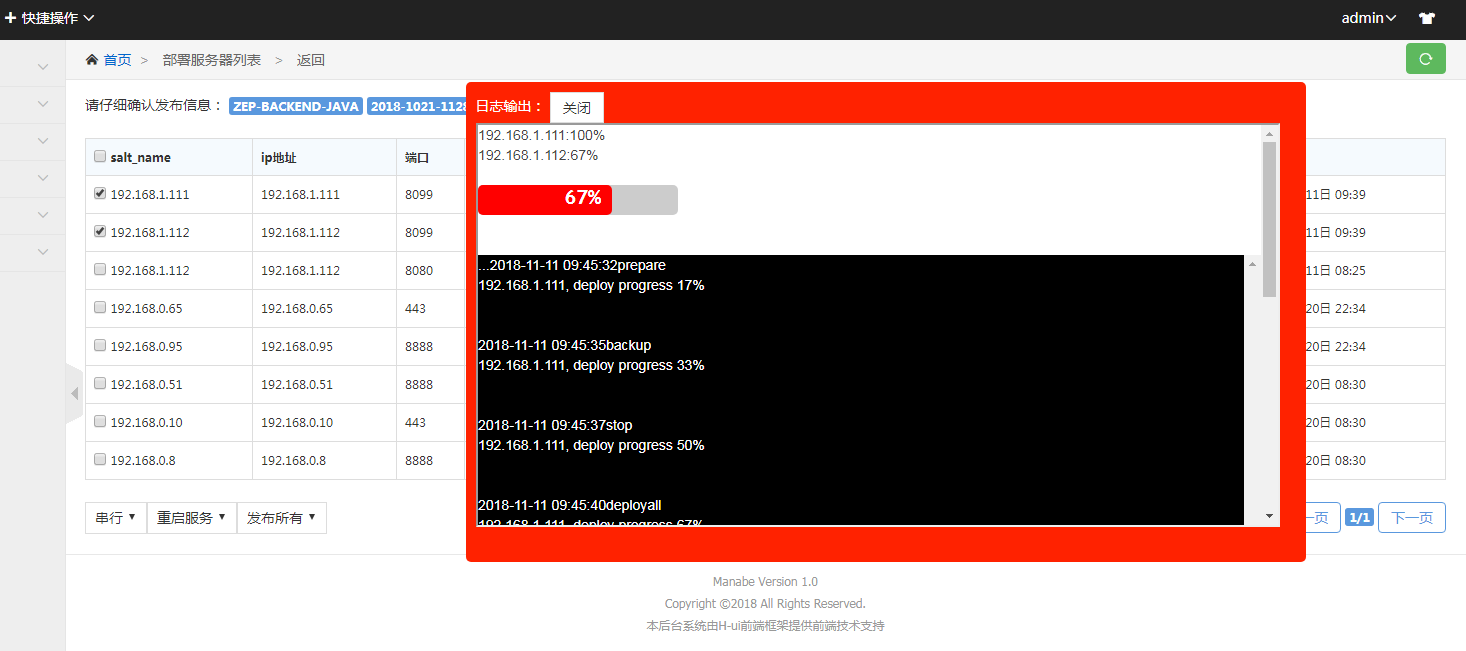 快捷操作
admin
首页 > 部署服务器列表 > 返回
请仔细确认发布信息： ZEP-BACKEND-JAVA 2018-1021-1128
日志输出： 关闭
192.168.1.111:100%
192.168.1.112:67%
67%
...2018-11-11 09:45:32prepare
192.168.1.111, deploy progress 17%
2018-11-11 09:45:35backup
192.168.1.111, deploy progress 33%
2018-11-11 09:45:37stop
192.168.1.111, deploy progress 50%
2018-11-11 09:45:40deployall
192.168.1.111, deploy progress 67%
salt_name ip地址 端口
192.168.1.111 192.168.1.111 8099 11日 09:39
192.168.1.112 192.168.1.112 8099 11日 09:39
192.168.1.112 192.168.1.112 8080 11日 08:25
192.168.0.65 192.168.0.65 443 20日 22:34
192.168.0.95 192.168.0.95 8888 20日 22:34
192.168.0.51 192.168.0.51 8888 20日 08:30
192.168.0.10 192.168.0.10 443 20日 08:30
192.168.0.8 192.168.0.8 8888 20日 08:30
串行 重启服务 发布所有 一页 1/1 下一页
Manabe Version 1.0
Copyright ©2018 All Rights Reserved.
本后台系统由H-ui前端框架提供前端技术支持